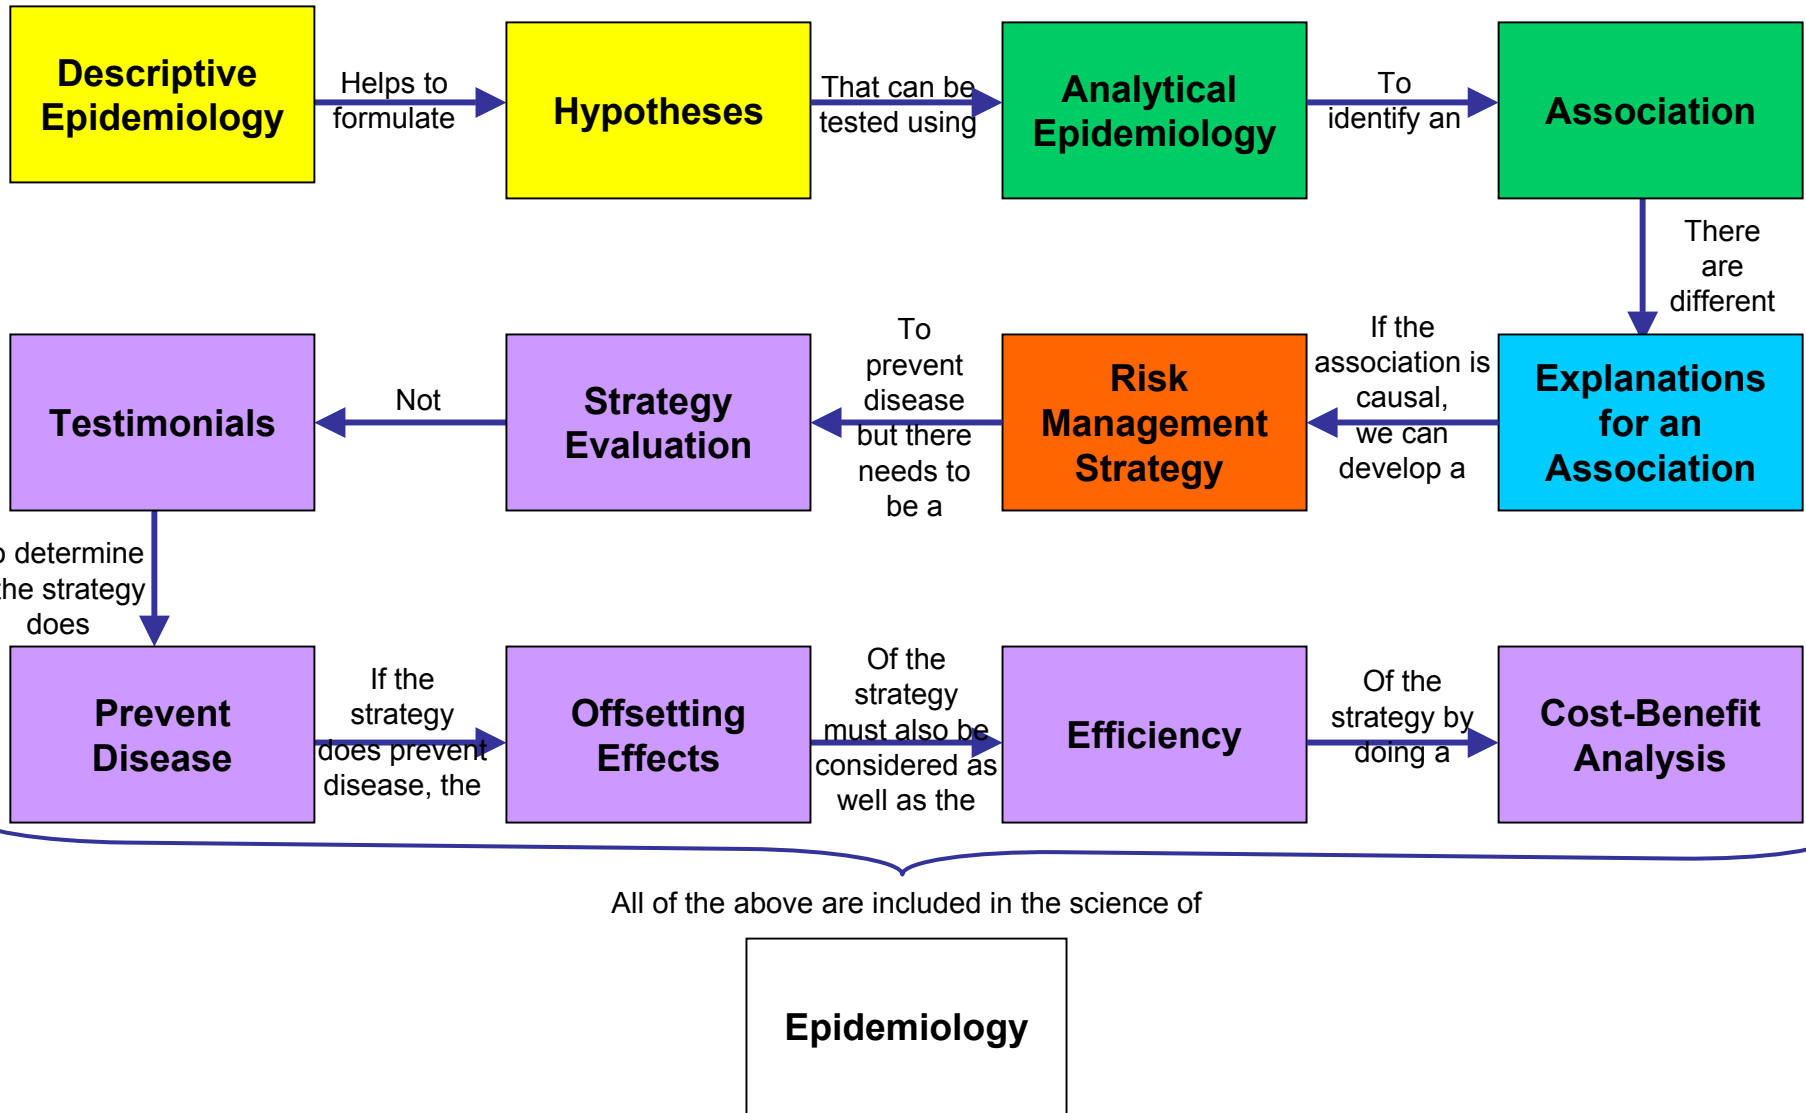 Descriptive
Epidemiology
Helps to
formulate
Hypotheses
That can be
tested using
Analytical
Epidemiology
To
identify an
Association
There
are
different
Explanations
for an
Association
If the
association is
causal,
we can
develop a
Risk
Management
Strategy
To
prevent
disease
but there
needs to
be a
Strategy
Evaluation
Not
Testimonials
o determine
the strategy
does
Prevent
Disease
If the
strategy
does prevent
disease, the
Offsetting
Effects
Of the
strategy
must also be
considered as
well as the
Efficiency
Of the
strategy by
doing a
Cost-Benefit
Analysis
All of the above are included in the science of
Epidemiology